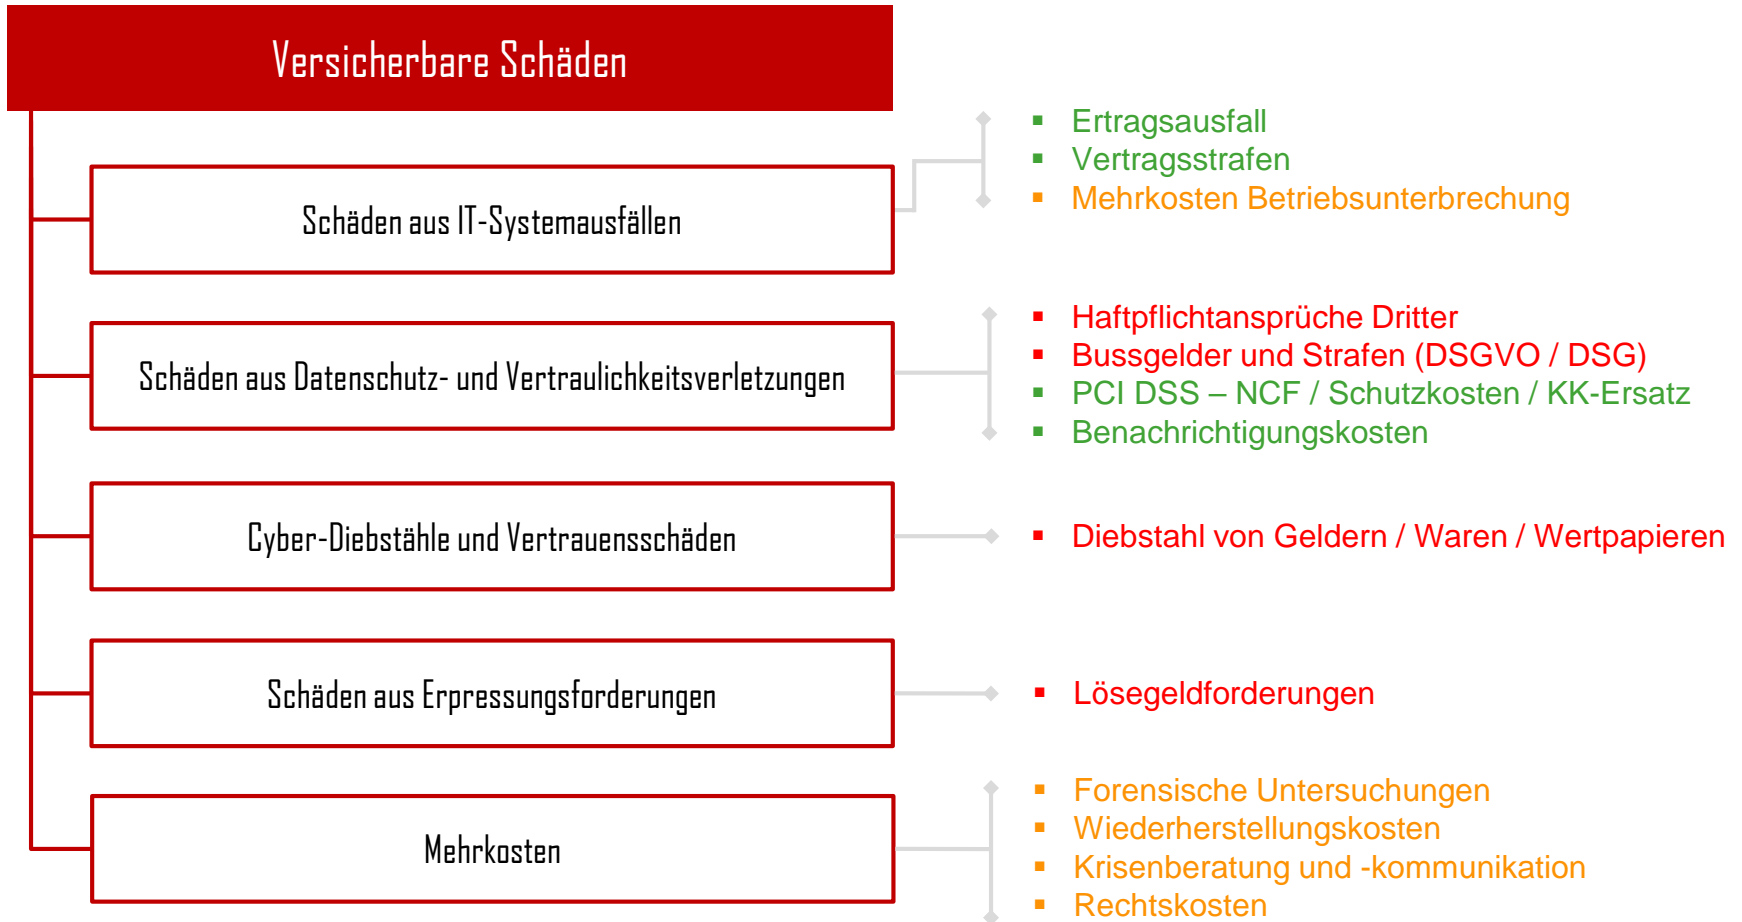 Versicherbare Schäden
Schäden aus IT-Systemausfällen
▪ Ertragsausfall
▪ Vertragsstrafen
▪ Mehrkosten Betriebsunterbrechung
Schäden aus Datenschutz- und Vertraulichkeitsverletzungen
▪ Haftpflichtansprüche Dritter
▪ Bussgelder und Strafen (DSGVO / DSG)
▪ PCI DSS – NCF / Schutzkosten / KK-Ersatz
▪ Benachrichtigungskosten
Cyber-Diebstähle und Vertrauensschäden
▪ Diebstahl von Geldern / Waren / Wertpapieren
Schäden aus Erpressungsforderungen
▪ Lösegeldforderungen
Mehrkosten
▪ Forensische Untersuchungen
▪ Wiederherstellungskosten
▪ Krisenberatung und -kommunikation
▪ Rechtskosten